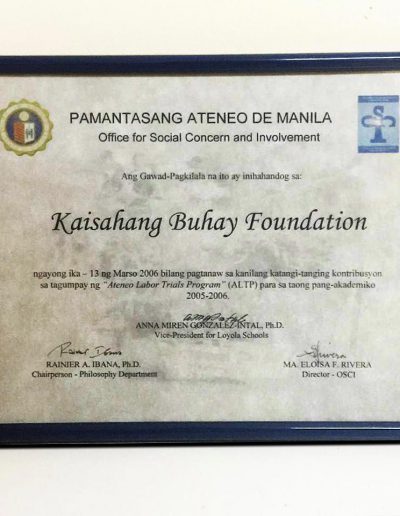 PAMANTASANG ATENEO DE MANILA
Office for Social Concern and Involvement
Ang Gawad-Pagkilala na ito ay inihahandog sa:
Kaisahang Buhay Foundation
ngayong ika – 13 ng Marso 2006 bilang pagtanaw sa kanilang katangi-tanging kontribusyon
sa tagumpay ng "Ateneo Labor Trials Program" (ALTP) para sa taong pang-akademiko
2005-2006.
ANNA MIREN GONZALEZ-INTAL, Ph.D.
Vice-President for Loyola Schools
RAINIER A. IBANA, Ph.D.
Chairperson - Philosophy Department
MA. ELOISA F. RIVERA
Director - OSCI